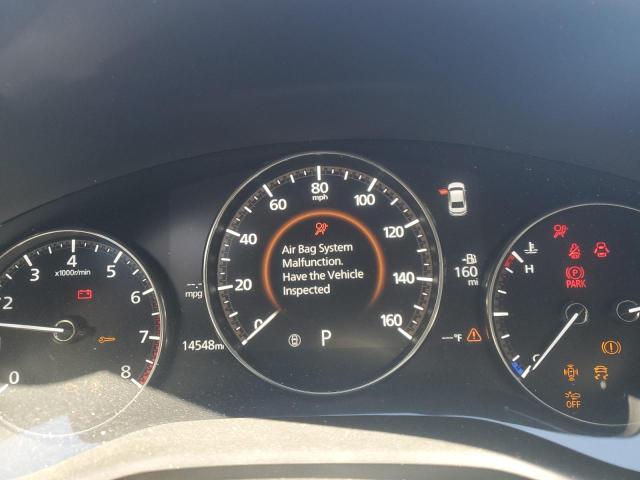 80
mph
60
100
40
120
20
140
0
160
Air Bag System
Malfunction.
Have the Vehicle
Inspected
P
4
x1000r/min
3
5
2
6
7
0
8
--.-
mpg
14548mi
160
mi
---°F
H
C
PARK
OFF